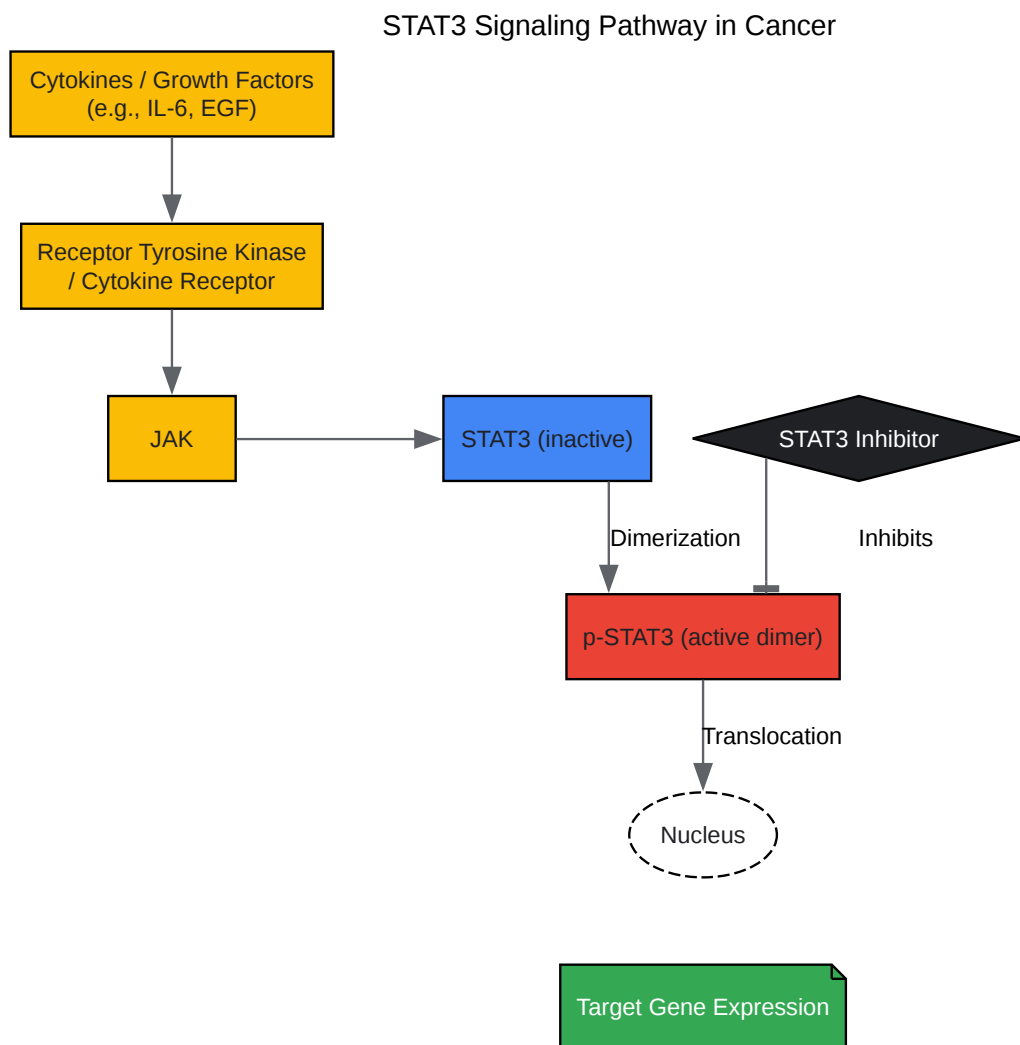 STAT3 Signaling Pathway in Cancer
Cytokines / Growth Factors
(e.g., IL-6, EGF)
Receptor Tyrosine Kinase
/ Cytokine Receptor
JAK
STAT3 (inactive)
STAT3 Inhibitor
Dimerization
Inhibits
p-STAT3 (active dimer)
Translocation
Nucleus
Target Gene Expression